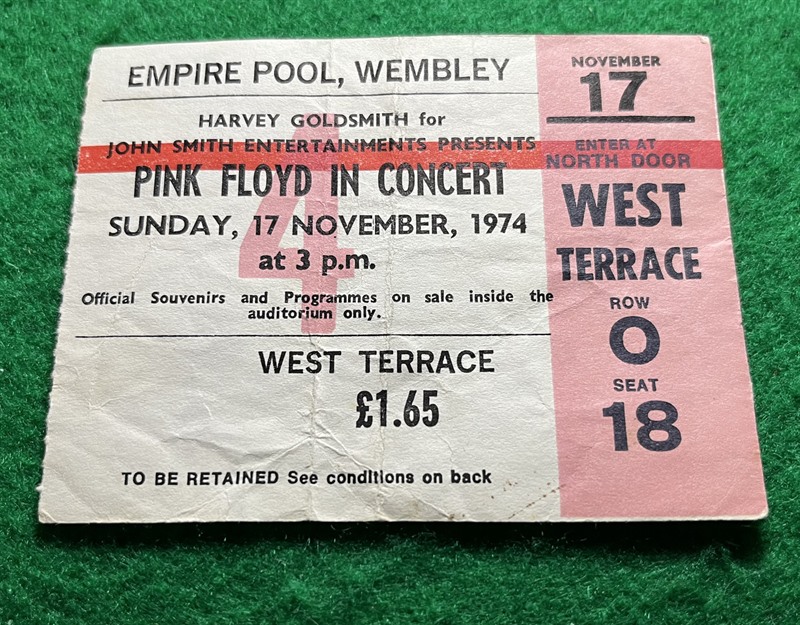 EMPIRE POOL, WEMBLEY
HARVEY GOLDSMITH for
JOHN SMITH ENTERTAINMENTS PRESENTS
PINK FLOYD IN CONCERT
SUNDAY, 17 NOVEMBER, 1974
at 3 p.m.
4
Official Souvenirs and Programmes on sale inside the
auditorium only.
WEST TERRACE
£1.65
TO BE RETAINED See conditions on back
NOVEMBER
17
ENTER AT
NORTH DOOR
WEST
TERRACE
ROW
O
SEAT
18